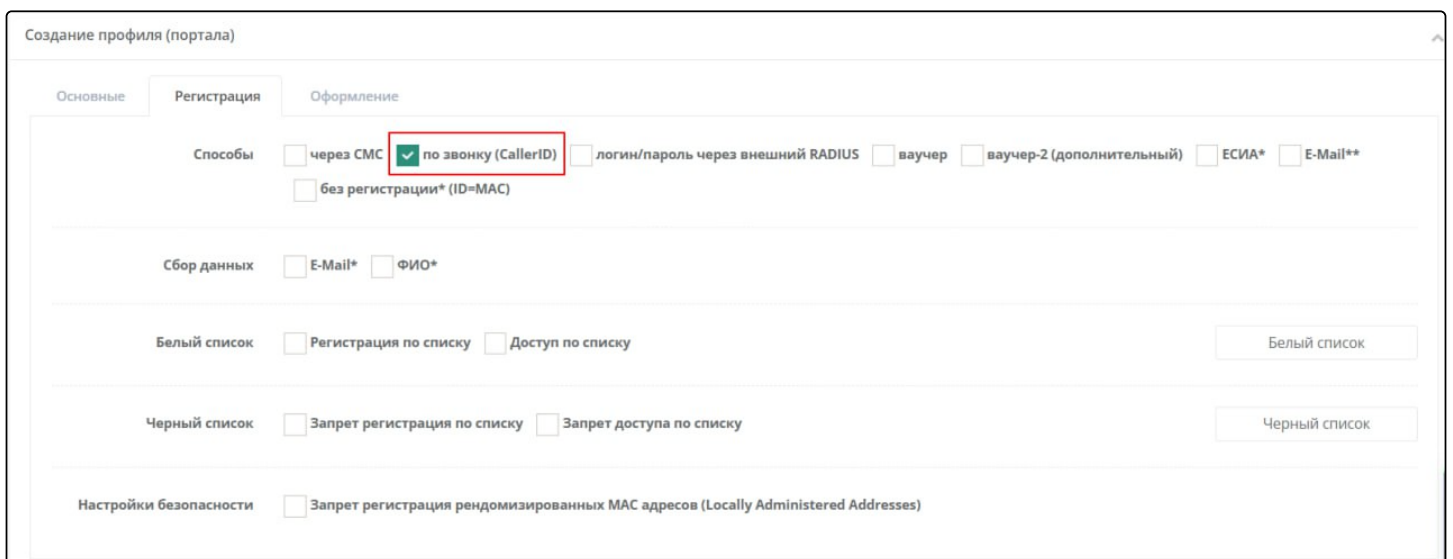 Создание профиля (портала)
Основные Регистрация Оформление
Способы через СМС по звонку (CallerID) логин/пароль через внешний RADIUS ваучер ваучер-2 (дополнительный) ЕСИА* E-Mail**
без регистрации* (ID=MAC)
Сбор данных E-Mail* ФИО*
Белый список Регистрация по списку Доступ по списку Белый список
Черный список Запрет регистрация по списку Запрет доступа по списку Черный список
Настройки безопасности Запрет регистрация рендомизированных MAC адресов (Locally Administered Addresses)